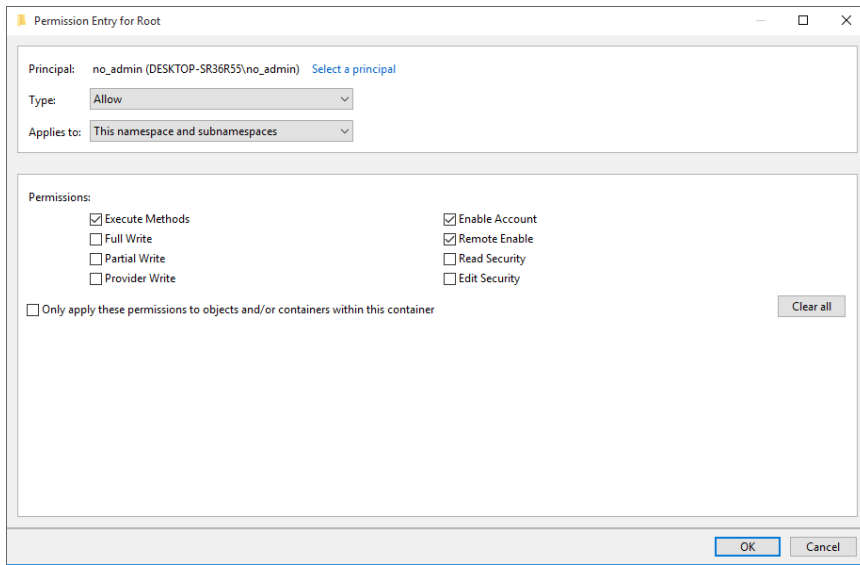 Permission Entry for Root
Principal: no_admin (DESKTOP-SR36R55\no_admin) Select a principal
Type: Allow
Applies to: This namespace and subnamespaces
Permissions:
Execute Methods Enable Account
Full Write Remote Enable
Partial Write Read Security
Provider Write Edit Security
Only apply these permissions to objects and/or containers within this container Clear all
OK Cancel